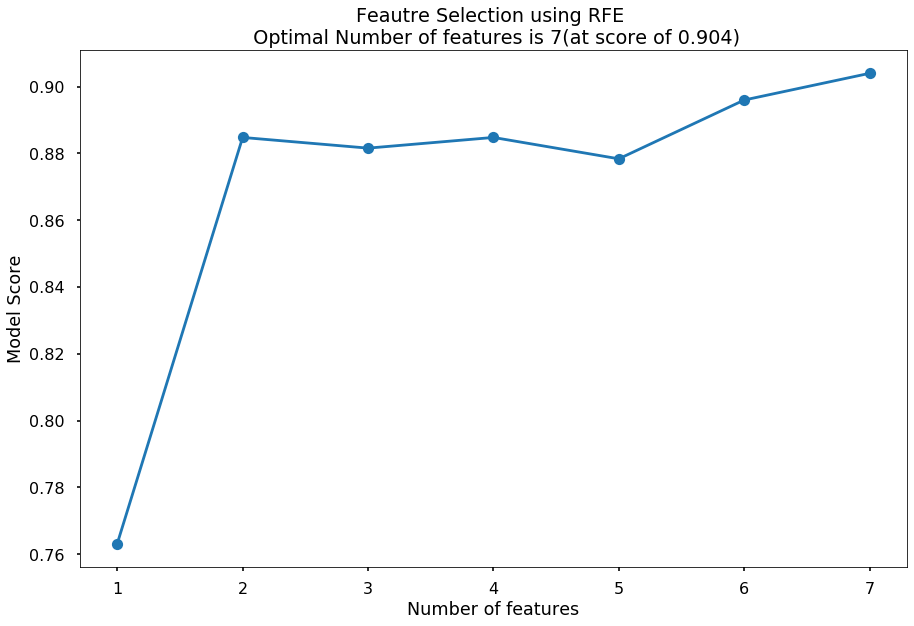 Feautre Selection using RFE
Optimal Number of features is 7(at score of 0.904)
Model Score
0.90
0.88
0.86
0.84
0.82
0.80
0.78
0.76
1 2 3 4 5 6 7
Number of features